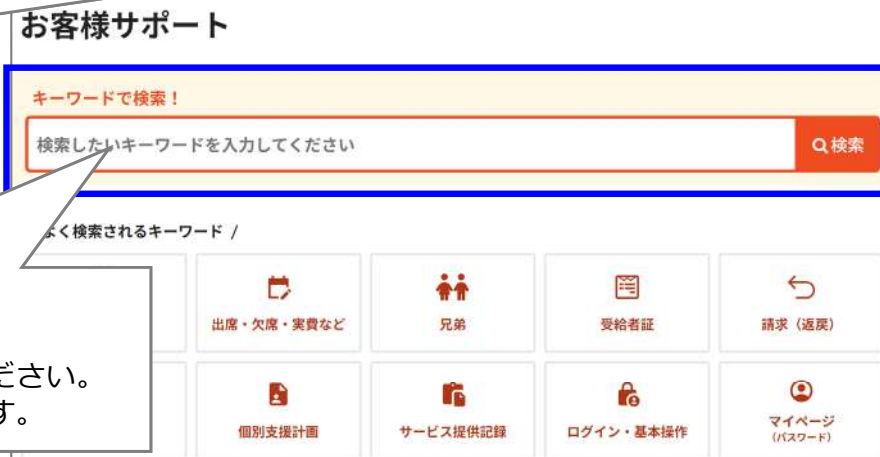 お客様サポート
キーワードで検索！
検索したいキーワードを入力してください
検索
よく検索されるキーワード /
出席・欠席・実費など
兄弟
受給者証
請求（返戻）
ださい。
す。
個別支援計画
サービス提供記録
ログイン・基本操作
マイページ
（パスワード）